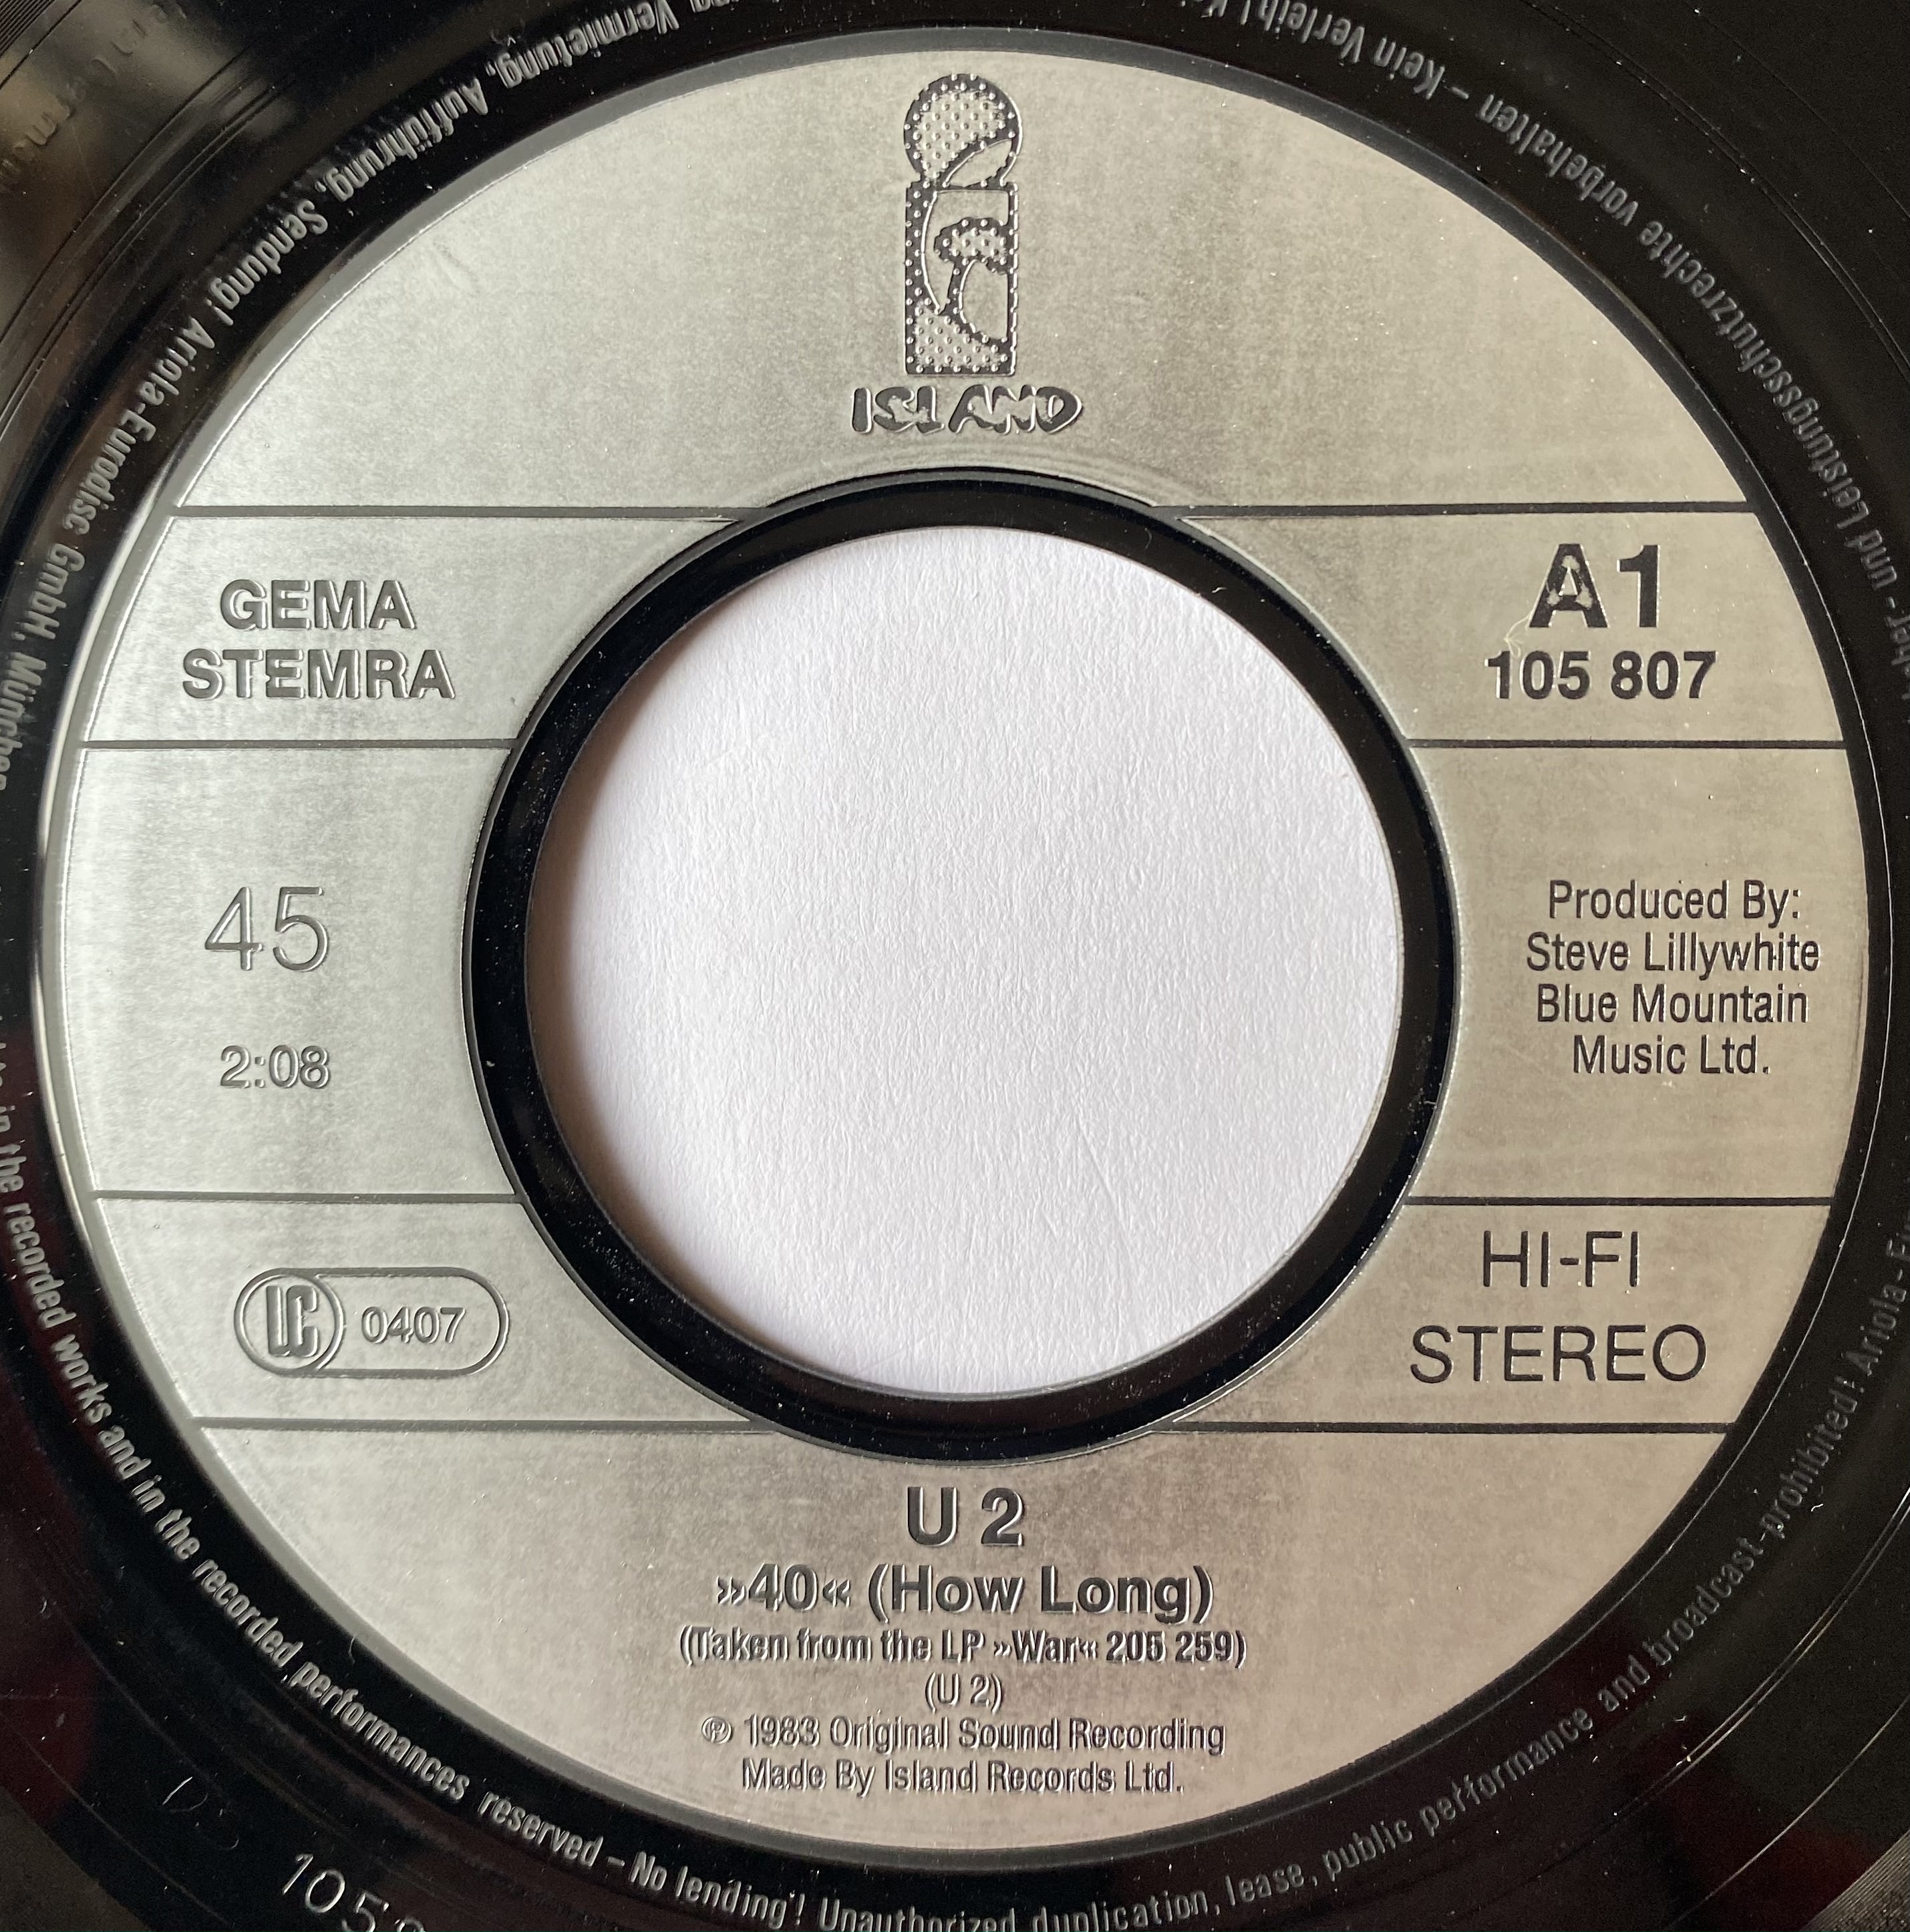 ISLAND
GEMA
STEMRA
A1
105 807
45
2:08
Produced By:
Steve Lillywhite
Blue Mountain
Music Ltd.
LC 0407
HI-FI
STEREO
U 2
»40« (How Long)
(Taken from the LP »War« 205 259)
(U 2)
℗ 1983 Original Sound Recording
Made By Island Records Ltd.
Vermietung, Aufführung, Sendung! Ariola-Eurodisc GmbH, München
und Leistungsschutzrechte vorbehalten – Kein Verleih!
in the recorded works and in the recorded performances reserved – No lending! Unauthorized duplication, lease, public performance and broadcast prohibited! Ariola-